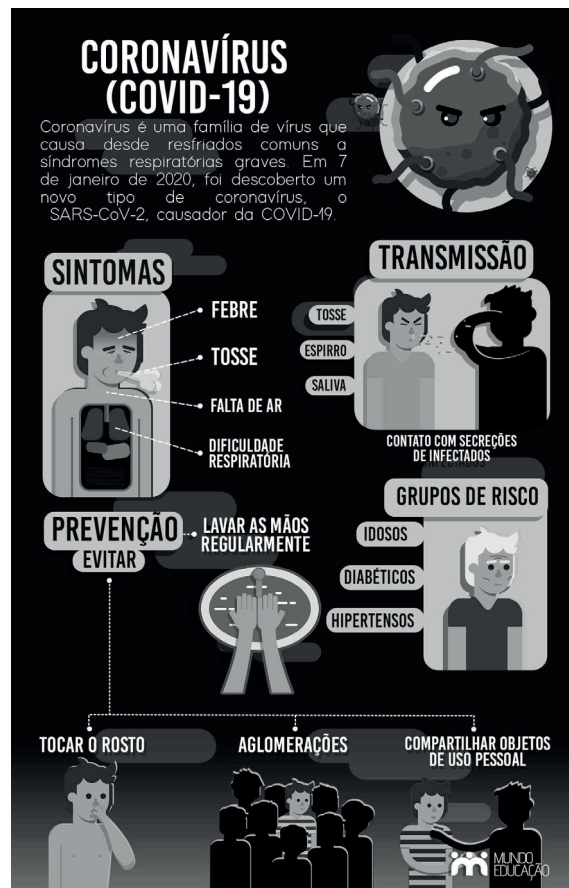 CORONAVÍRUS
(COVID-19)
Coronavírus é uma família de vírus que
causa desde resfriados comuns a
síndromes respiratórias graves. Em 7
de janeiro de 2020, foi descoberto um
novo tipo de coronavírus, o
SARS-CoV-2, causador da COVID-19.
SINTOMAS
FEBRE
TOSSE
FALTA DE AR
DIFICULDADE
RESPIRATÓRIA
TRANSMISSÃO
TOSSE
ESPIRRO
SALIVA
CONTATO COM SECREÇÕES
DE INFECTADOS
GRUPOS DE RISCO
IDOSOS
DIABÉTICOS
HIPERTENSOS
PREVENÇÃO
LAVAR AS MÃOS
REGULARMENTE
EVITAR
TOCAR O ROSTO
AGLOMERAÇÕES
COMPARTILHAR OBJETOS
DE USO PESSOAL
MUNDO
EDUCAÇÃO